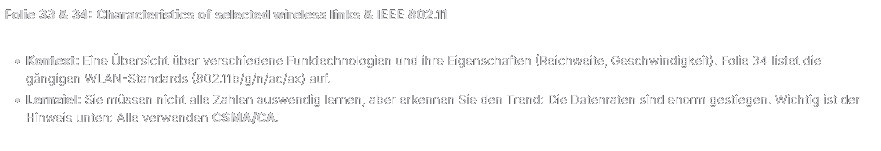 Folie 33 & 34: Characteristics of selected wireless links & IEEE 802.11
• Kontext: Eine Übersicht über verschiedene Funktechnologien und ihre Eigenschaften (Reichweite, Geschwindigkeit). Folie 34 listet die
gängigen WLAN-Standards (802.11b/g/n/ac/ax) auf.
• Lernziel: Sie müssen nicht alle Zahlen auswendig lernen, aber erkennen Sie den Trend: Die Datenraten sind enorm gestiegen. Wichtig ist der
Hinweis unten: Alle verwenden CSMA/CA.